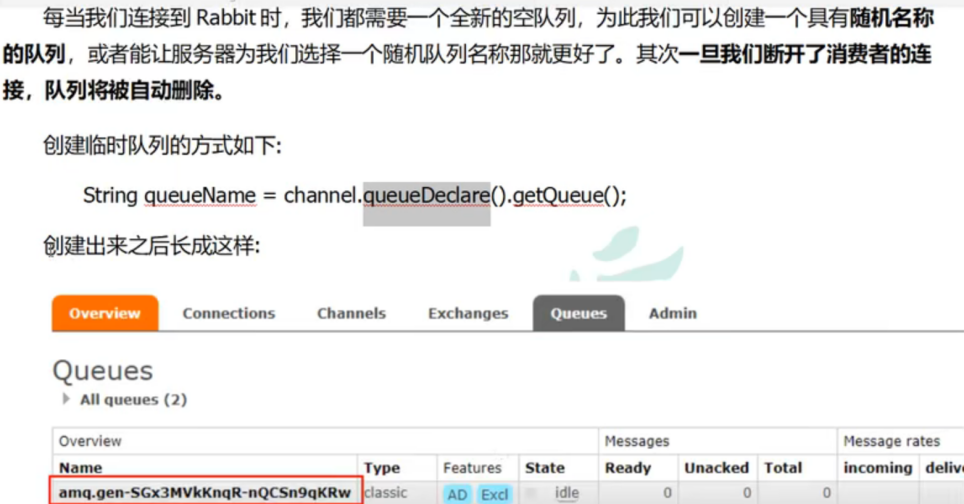 每当我们连接到 Rabbit 时，我们都需要一个全新的空队列，为此我们可以创建一个具有随机名称
的队列，或者能让服务器为我们选择一个随机队列名称那就更好了。其次一旦我们断开了消费者的连
接，队列将被自动删除。
创建临时队列的方式如下:
String queueName = channel.queueDeclare().getQueue();
创建出来之后长成这样:
Overview Connections Channels Exchanges Queues Admin
Queues
All queues (2)
Overview Messages Message rates
Name Type Features State Ready Unacked Total incoming
amq.gen-SGx3MVkKnqR-nQCSn9qKRw classic AD Excl idle 0 0 0